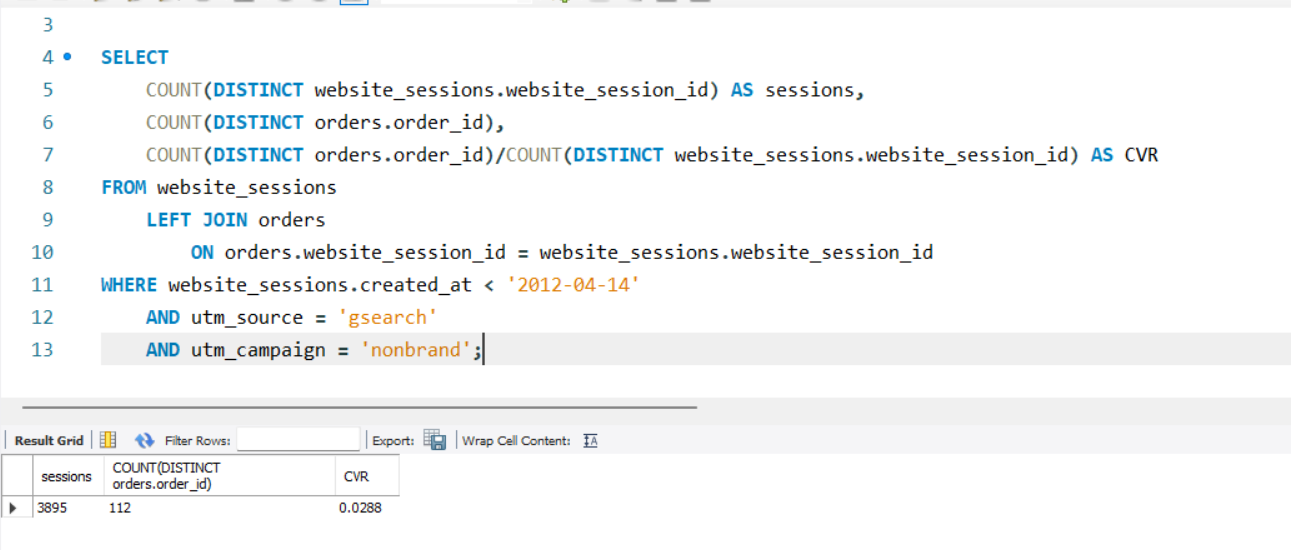 3
4 SELECT
5 COUNT(DISTINCT website_sessions.website_session_id) AS sessions,
6 COUNT(DISTINCT orders.order_id),
7 COUNT(DISTINCT orders.order_id)/COUNT(DISTINCT website_sessions.website_session_id) AS CVR
8 FROM website_sessions
9 LEFT JOIN orders
10 ON orders.website_session_id = website_sessions.website_session_id
11 WHERE website_sessions.created_at < '2012-04-14'
12 AND utm_source = 'gsearch'
13 AND utm_campaign = 'nonbrand';
Result Grid Filter Rows: Export: Wrap Cell Content: IA
sessions COUNT(DISTINCT orders.order_id) CVR
3895 112 0.0288